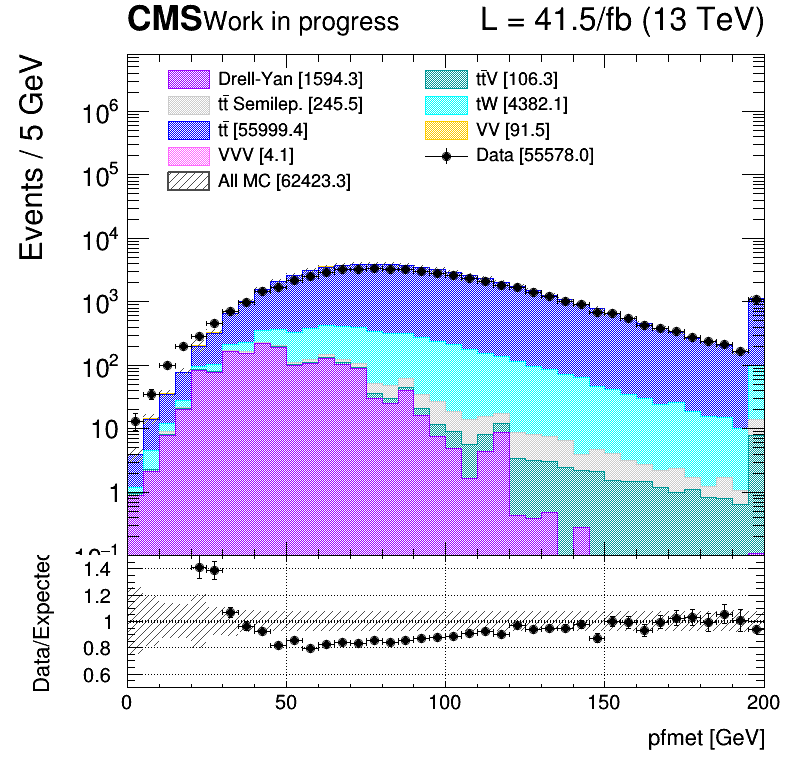 CMS Work in progress L = 41.5/fb (13 TeV)
Events / 5 GeV
Drell-Yan [1594.3]
tt̄ Semilep. [245.5]
tt̄ [55999.4]
VVV [4.1]
All MC [62423.3]
tt̄V [106.3]
tW [4382.1]
VV [91.5]
Data [55578.0]
10⁶
10⁵
10⁴
10³
10²
10
1
10⁻¹
Data/Expected
1.4
1.2
1
0.8
0.6
0 50 100 150 200
pfmet [GeV]